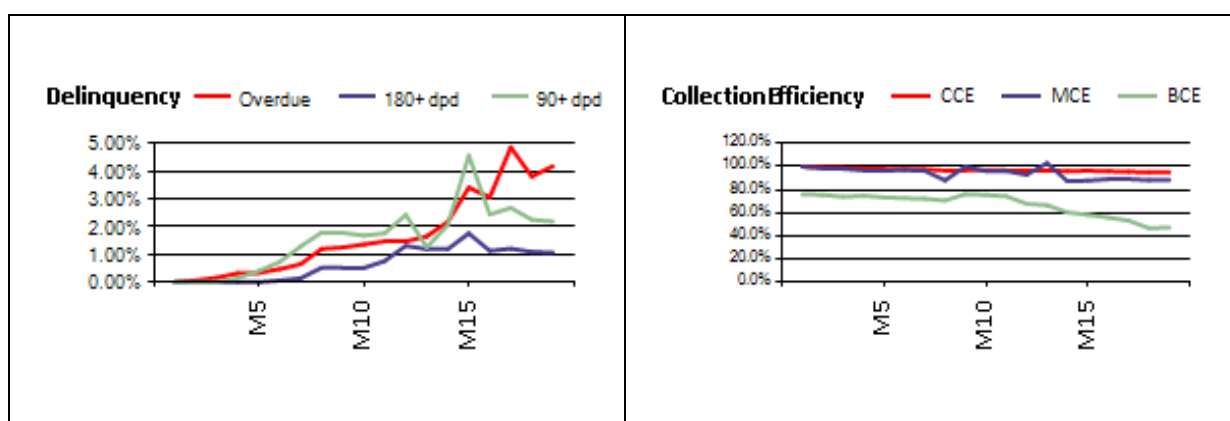 Delinquency Overdue 180+ dpd 90+ dpd
5.00%
4.00%
3.00%
2.00%
1.00%
0.00%
M5
M10
M15
Collection Efficiency CCE MCE BCE
120.0%
100.0%
80.0%
60.0%
40.0%
20.0%
0.0%
M5
M10
M15